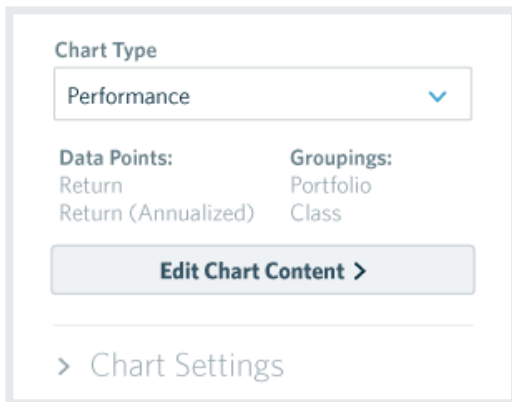 Chart Type
Performance
Data Points: Groupings:
Return Portfolio
Return (Annualized) Class
Edit Chart Content >
> Chart Settings